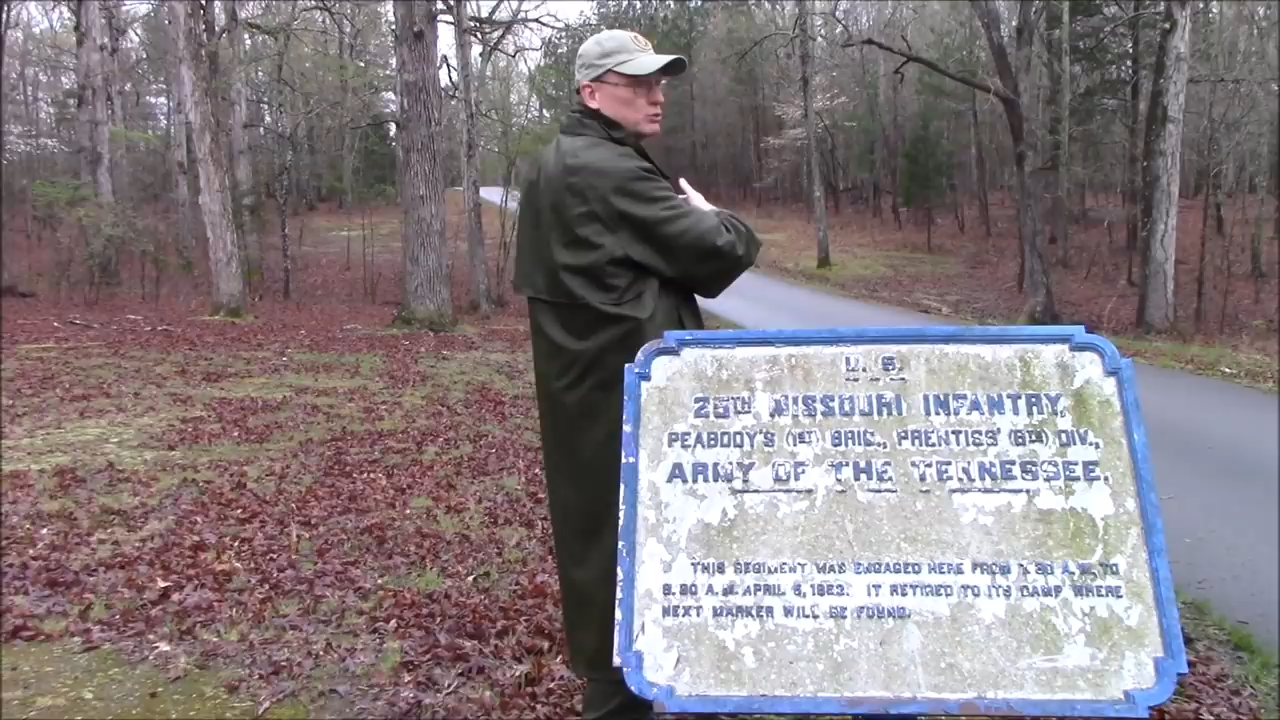 U. S.
25TH MISSOURI INFANTRY,
PEABODY'S (1ST) BRIG., PRENTISS' (6TH) DIV.,
ARMY OF THE TENNESSEE.
THIS REGIMENT WAS ENGAGED HERE FROM 7.30 A.M. TO
8.30 A.M. APRIL 6, 1862. IT RETIRED TO ITS CAMP WHERE
NEXT MARKER WILL BE FOUND.